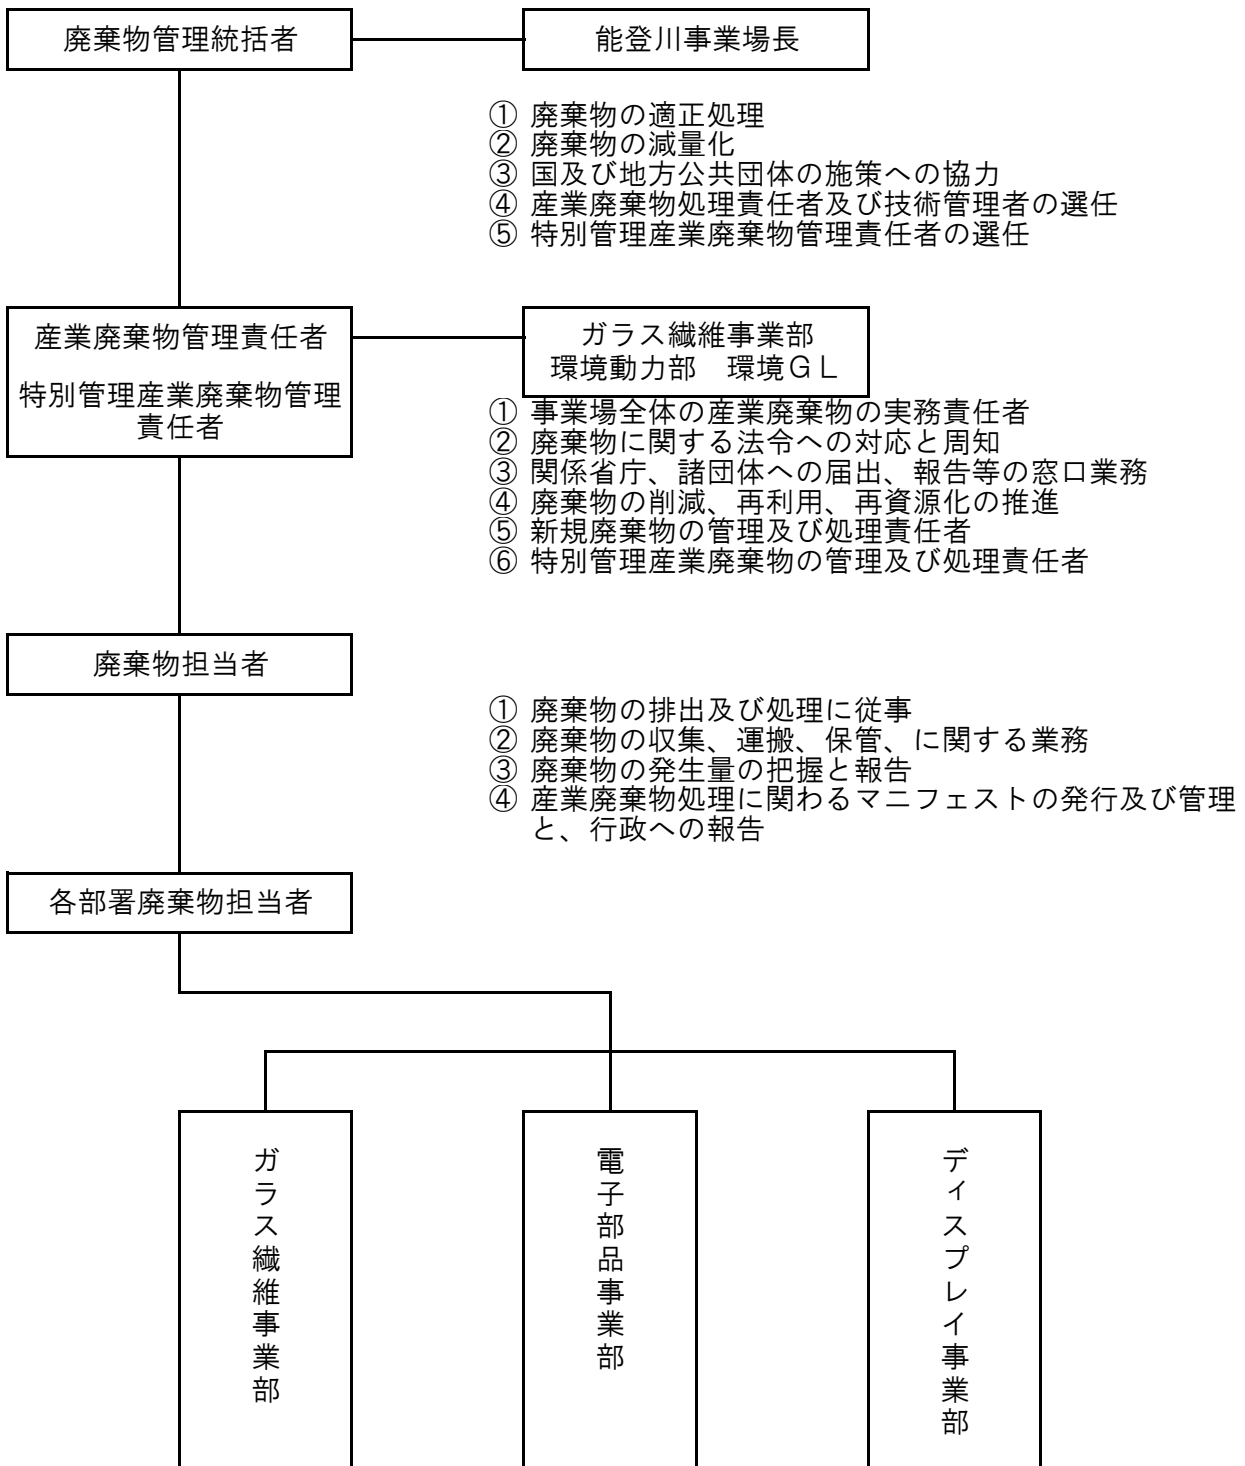 廃棄物管理統括者
能登川事業場長
① 廃棄物の適正処理
② 廃棄物の減量化
③ 国及び地方公共団体の施策への協力
④ 産業廃棄物処理責任者及び技術管理者の選任
⑤ 特別管理産業廃棄物管理責任者の選任
産業廃棄物管理責任者
特別管理産業廃棄物管理
責任者
ガラス繊維事業部
環境動力部　環境ＧＬ
① 事業場全体の産業廃棄物の実務責任者
② 廃棄物に関する法令への対応と周知
③ 関係省庁、諸団体への届出、報告等の窓口業務
④ 廃棄物の削減、再利用、再資源化の推進
⑤ 新規廃棄物の管理及び処理責任者
⑥ 特別管理産業廃棄物の管理及び処理責任者
廃棄物担当者
① 廃棄物の排出及び処理に従事
② 廃棄物の収集、運搬、保管、に関する業務
③ 廃棄物の発生量の把握と報告
④ 産業廃棄物処理に関わるマニフェストの発行及び管理
と、行政への報告
各部署廃棄物担当者
ガラス繊維事業部
電子部品事業部
ディスプレイ事業部